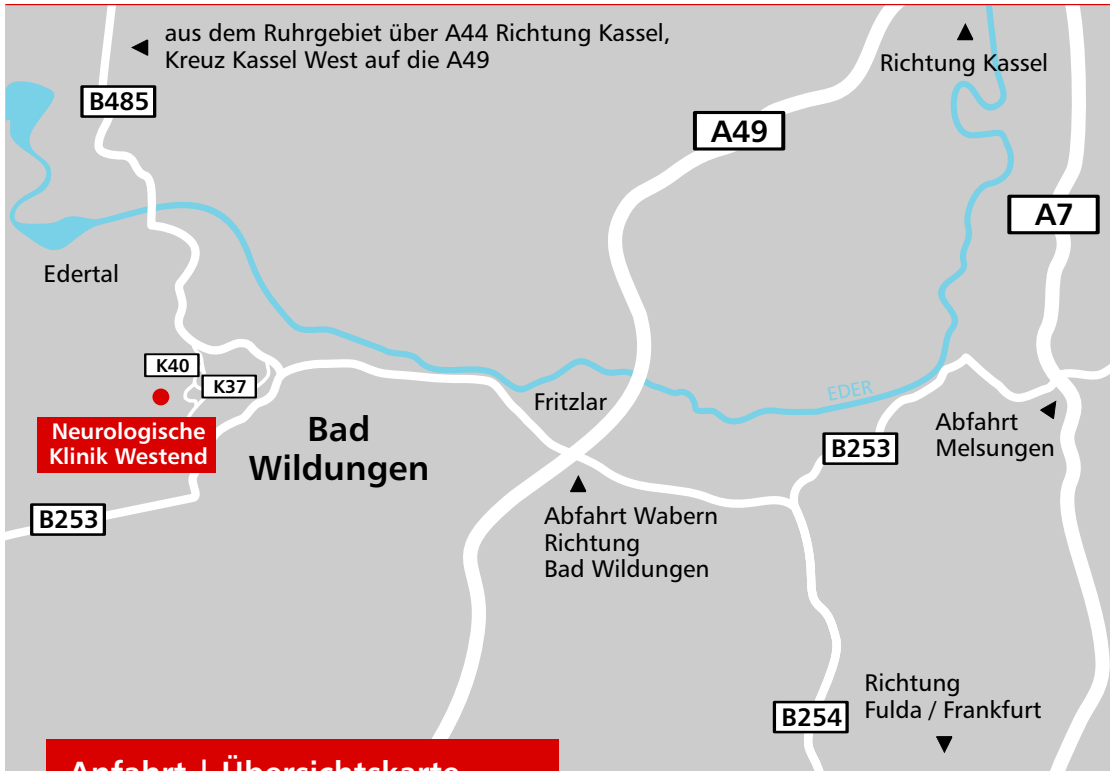 aus dem Ruhrgebiet über A44 Richtung Kassel,
Kreuz Kassel West auf die A49
Richtung Kassel
B485
A49
A7
Edertal
K40
K37
Fritzlar
EDER
Neurologische
Klinik Westend
Bad
Wildungen
Abfahrt
Melsungen
B253
B253
Abfahrt Wabern
Richtung
Bad Wildungen
Richtung
Fulda / Frankfurt
B254
Anfahrt | Übersichtskarte